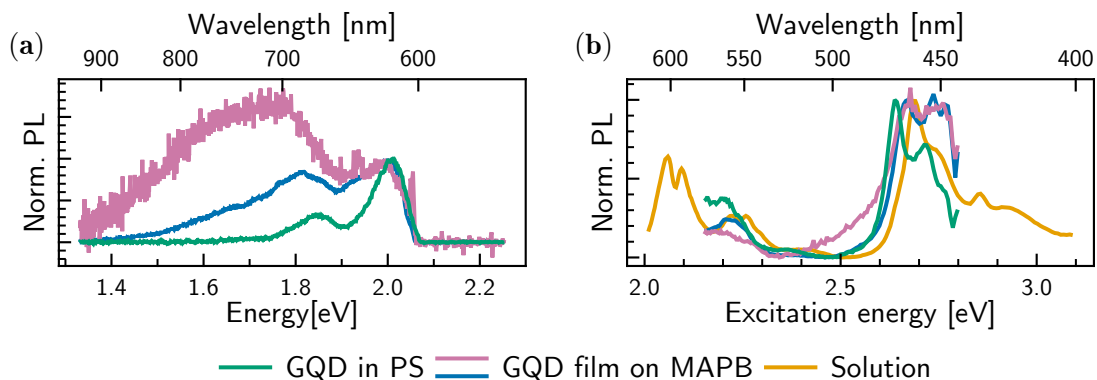 (a)
Wavelength [nm]
900 800 700 600
Norm. PL
1.4 1.6 1.8 2.0 2.2
Energy[eV]
(b)
Wavelength [nm]
600 550 500 450 400
Norm. PL
2.0 2.5 3.0
Excitation energy [eV]
GQD in PS GQD film on MAPB Solution